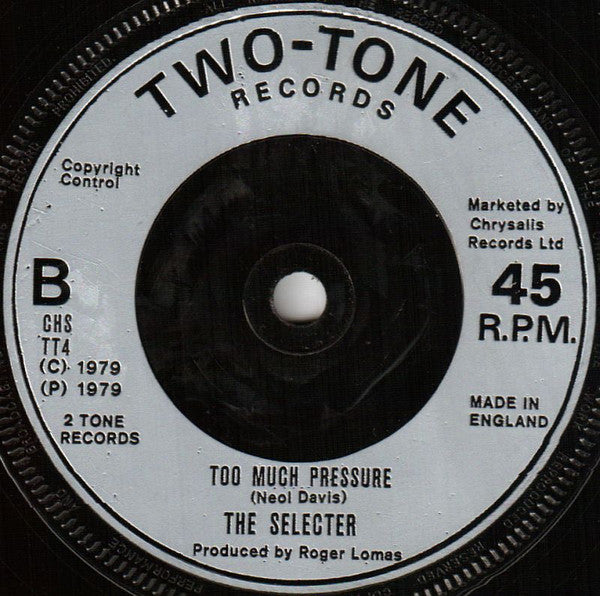 TWO-TONE
RECORDS
Copyright
Control
Marketed by
Chrysalis
Records Ltd
B
45
R.P.M.
CHS
TT4
(C) 1979
(P) 1979
2 TONE
RECORDS
MADE IN
ENGLAND
TOO MUCH PRESSURE
(Neol Davis)
THE SELECTER
Produced by Roger Lomas